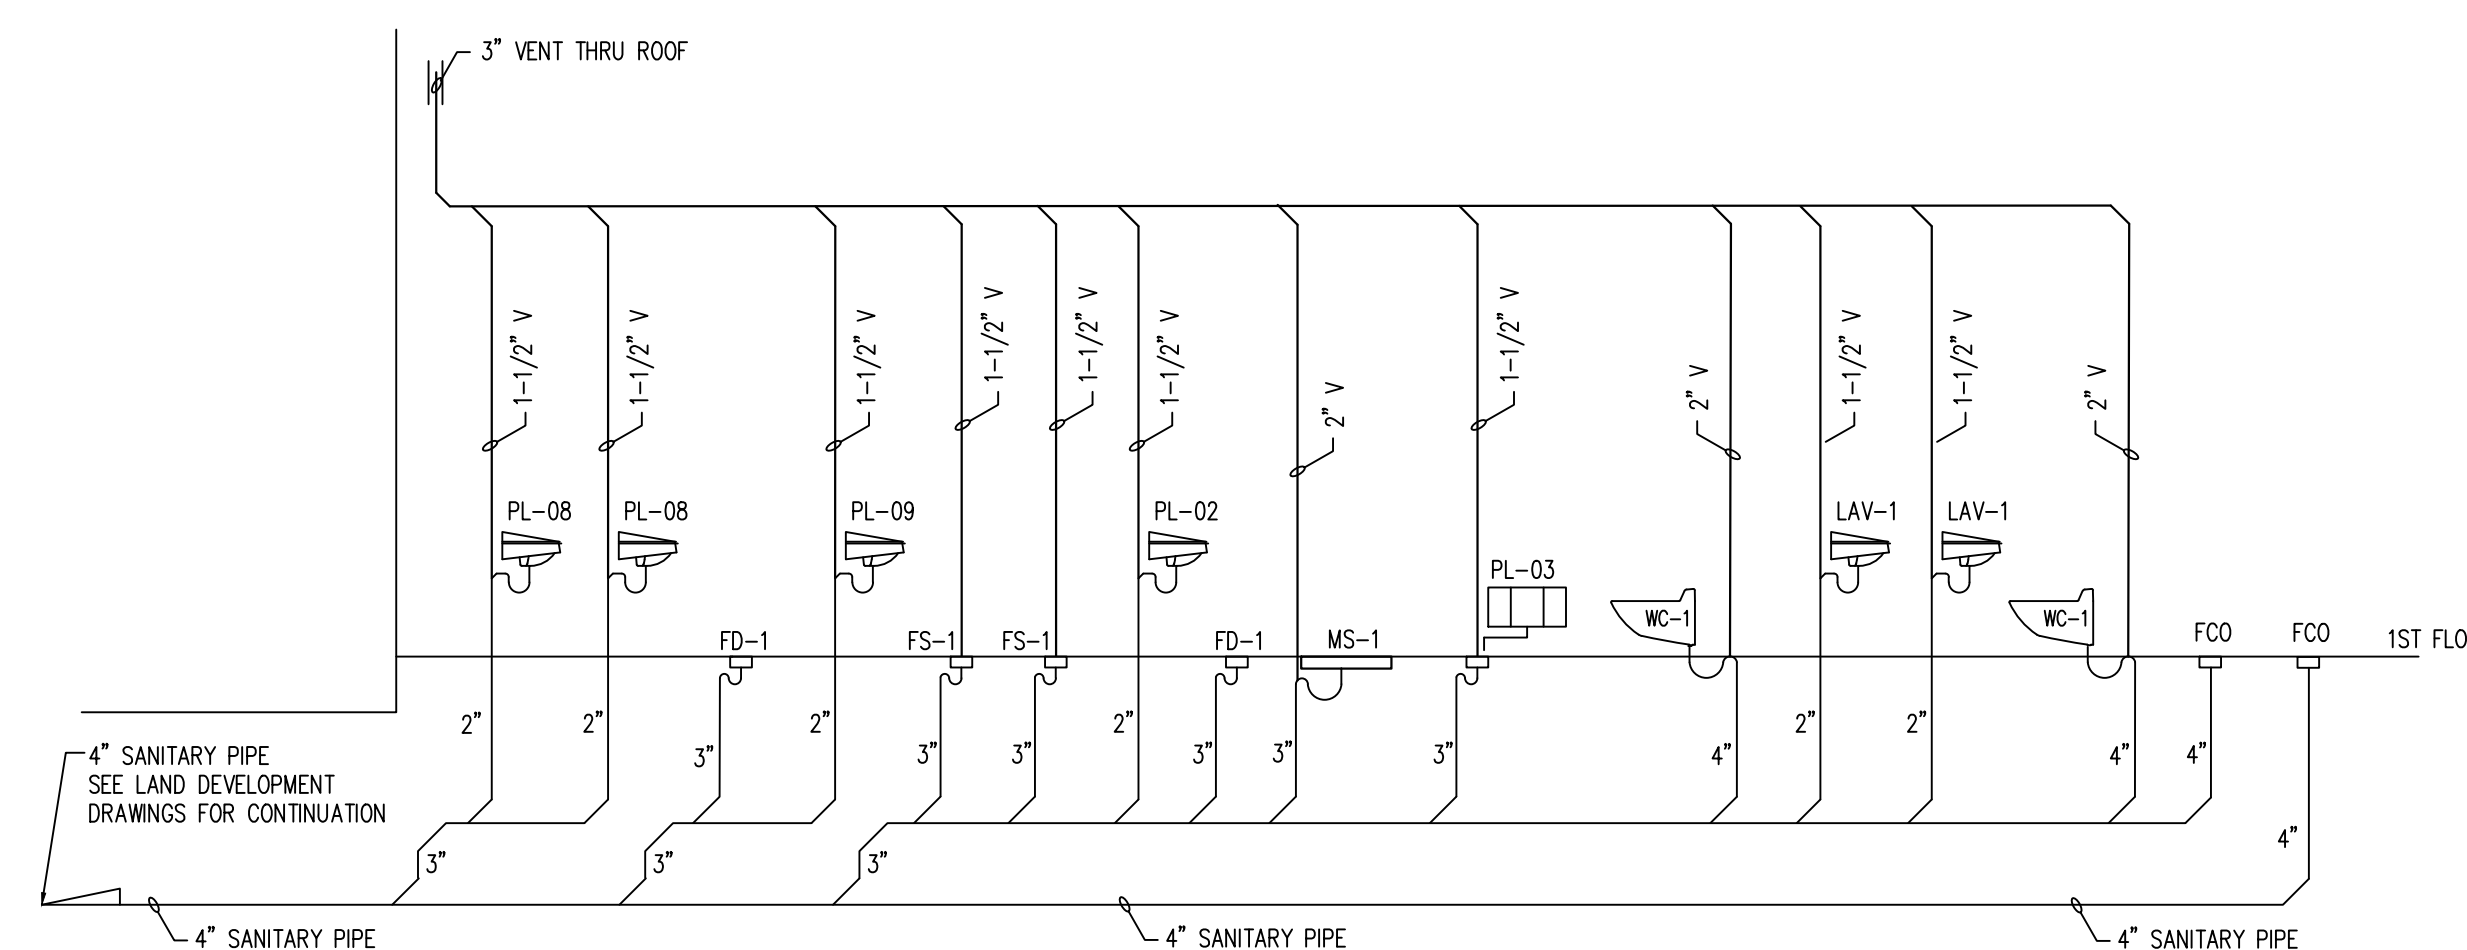 3" VENT THRU ROOF
1-1/2" V
1-1/2" V
1-1/2" V
1-1/2" V
1-1/2" V
1-1/2" V
2" V
1-1/2" V
2" V
1-1/2" V
1-1/2" V
2" V
PL-08
PL-08
PL-09
PL-02
LAV-1
LAV-1
PL-03
WC-1
WC-1
FD-1
FS-1
FS-1
FD-1
MS-1
FCO
FCO
1ST FLO
2"
2"
3"
2"
3"
3"
2"
3"
3"
3"
4"
2"
2"
4"
4"
4" SANITARY PIPE
SEE LAND DEVELOPMENT
DRAWINGS FOR CONTINUATION
3"
3"
3"
4"
4" SANITARY PIPE
4" SANITARY PIPE
4" SANITARY PIPE